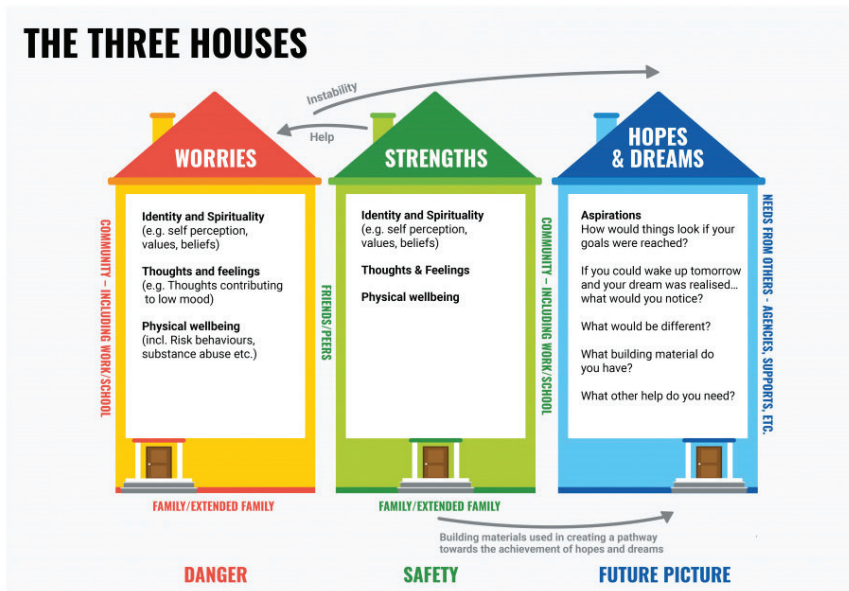 THE THREE HOUSES
Instability
Help
WORRIES
STRENGTHS
HOPES
& DREAMS
COMMUNITY – INCLUDING WORK/SCHOOL
Identity and Spirituality
(e.g. self perception,
values, beliefs)
Thoughts and feelings
(e.g. Thoughts contributing
to low mood)
Physical wellbeing
(incl. Risk behaviours,
substance abuse etc.)
FRIENDS/PEERS
Identity and Spirituality
(e.g. self perception,
values, beliefs)
Thoughts & Feelings
Physical wellbeing
COMMUNITY – INCLUDING WORK/SCHOOL
Aspirations
How would things look if your
goals were reached?
If you could wake up tomorrow
and your dream was realised...
what would you notice?
What would be different?
What building material do
you have?
What other help do you need?
NEEDS FROM OTHERS - AGENCIES, SUPPORTS, ETC.
FAMILY/EXTENDED FAMILY
FAMILY/EXTENDED FAMILY
Building materials used in creating a pathway
towards the achievement of hopes and dreams
DANGER
SAFETY
FUTURE PICTURE